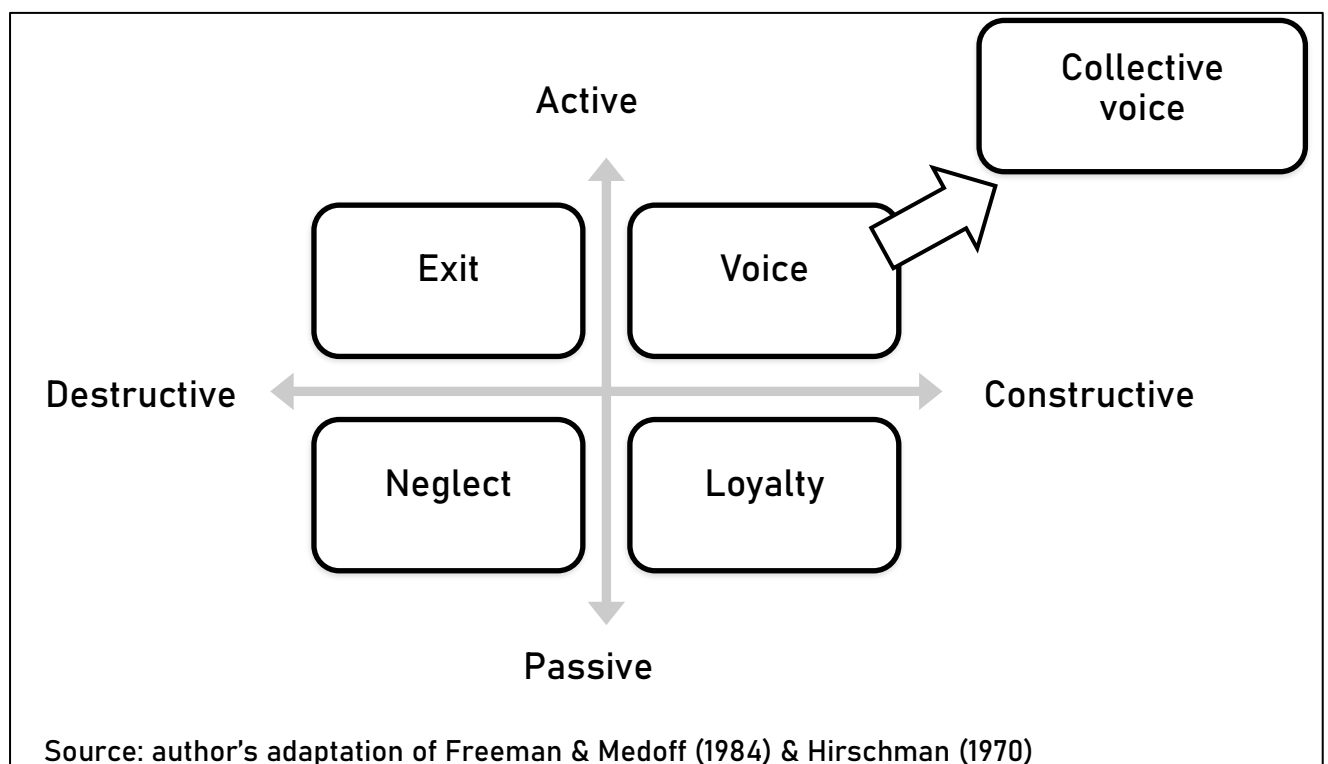 Collective
voice
Active
Exit
Voice
Destructive
Constructive
Neglect
Loyalty
Passive
Source: author’s adaptation of Freeman & Medoff (1984) & Hirschman (1970)